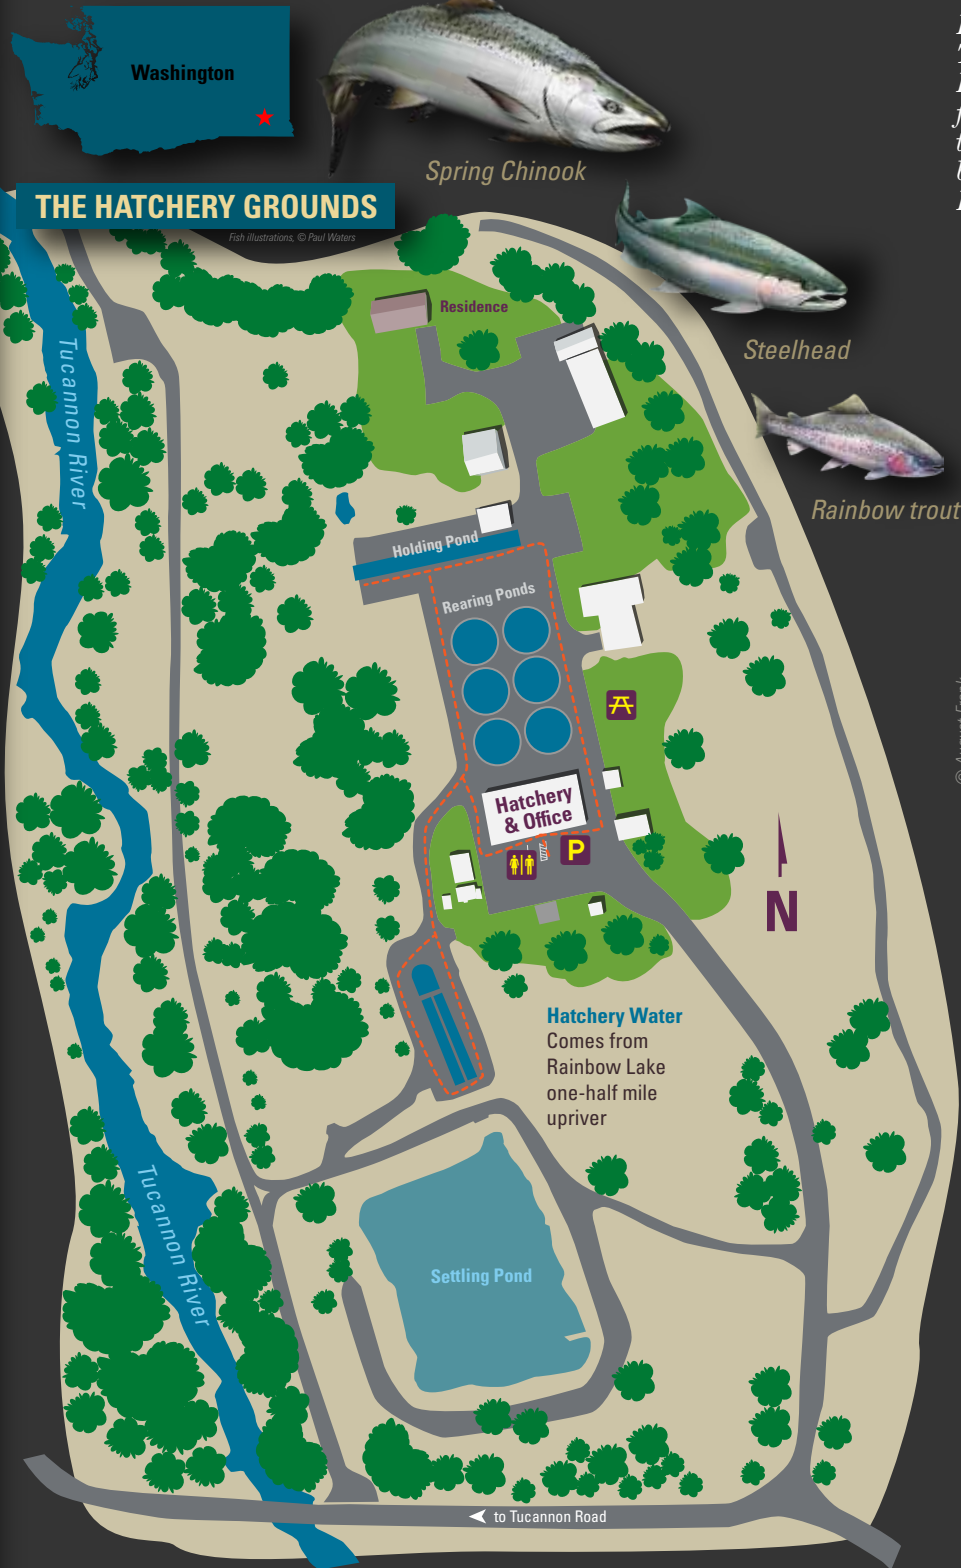 Washington
Spring Chinook
THE HATCHERY GROUNDS
Fish illustrations, © Paul Waters
Residence
Steelhead
Tucannon River
Rainbow trout
Holding Pond
Rearing Ponds
Hatchery
& Office
P
N
Hatchery Water
Comes from
Rainbow Lake
one-half mile
upriver
Tucannon River
Settling Pond
to Tucannon Road